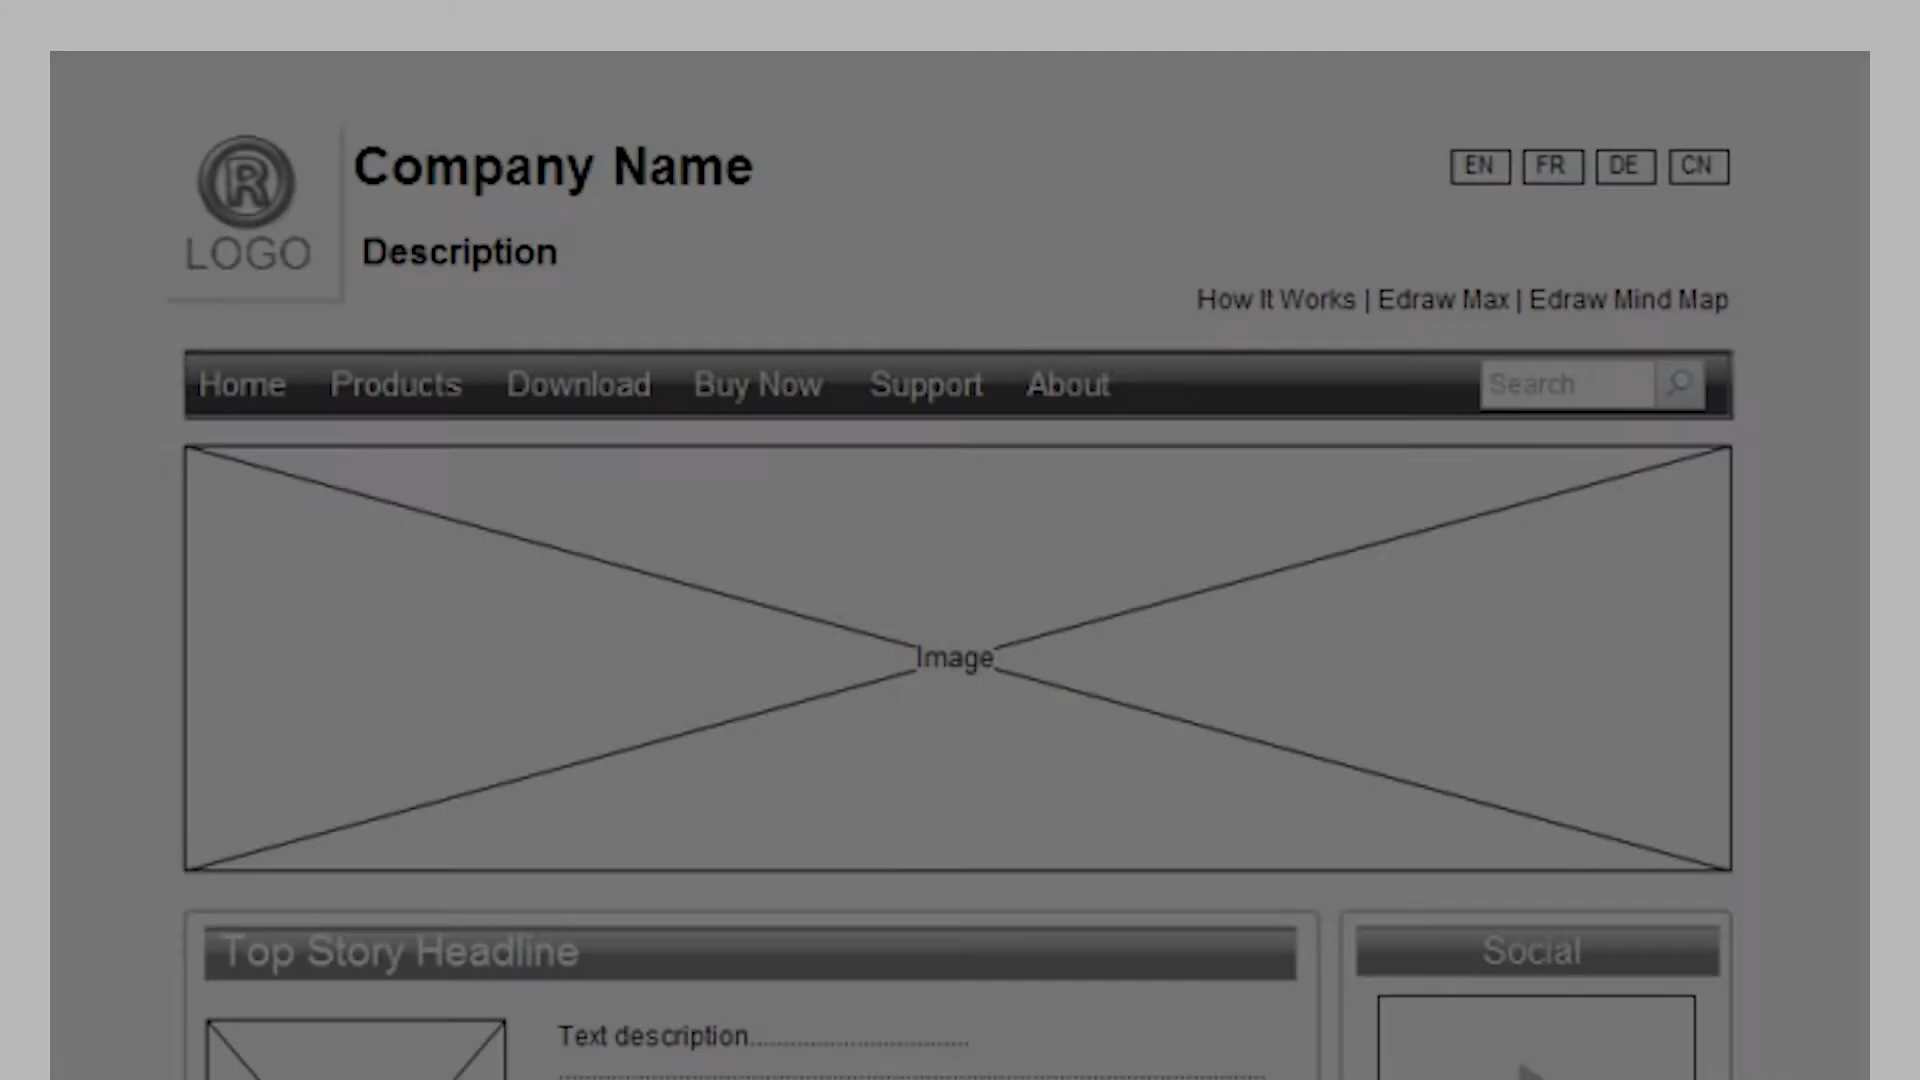 Company Name
EN FR DE CN
® LOGO
Description
How It Works | Edraw Max | Edraw Mind Map
Home Products Download Buy Now Support About Search
Image
Top Story Headline
Social
Text description....................................